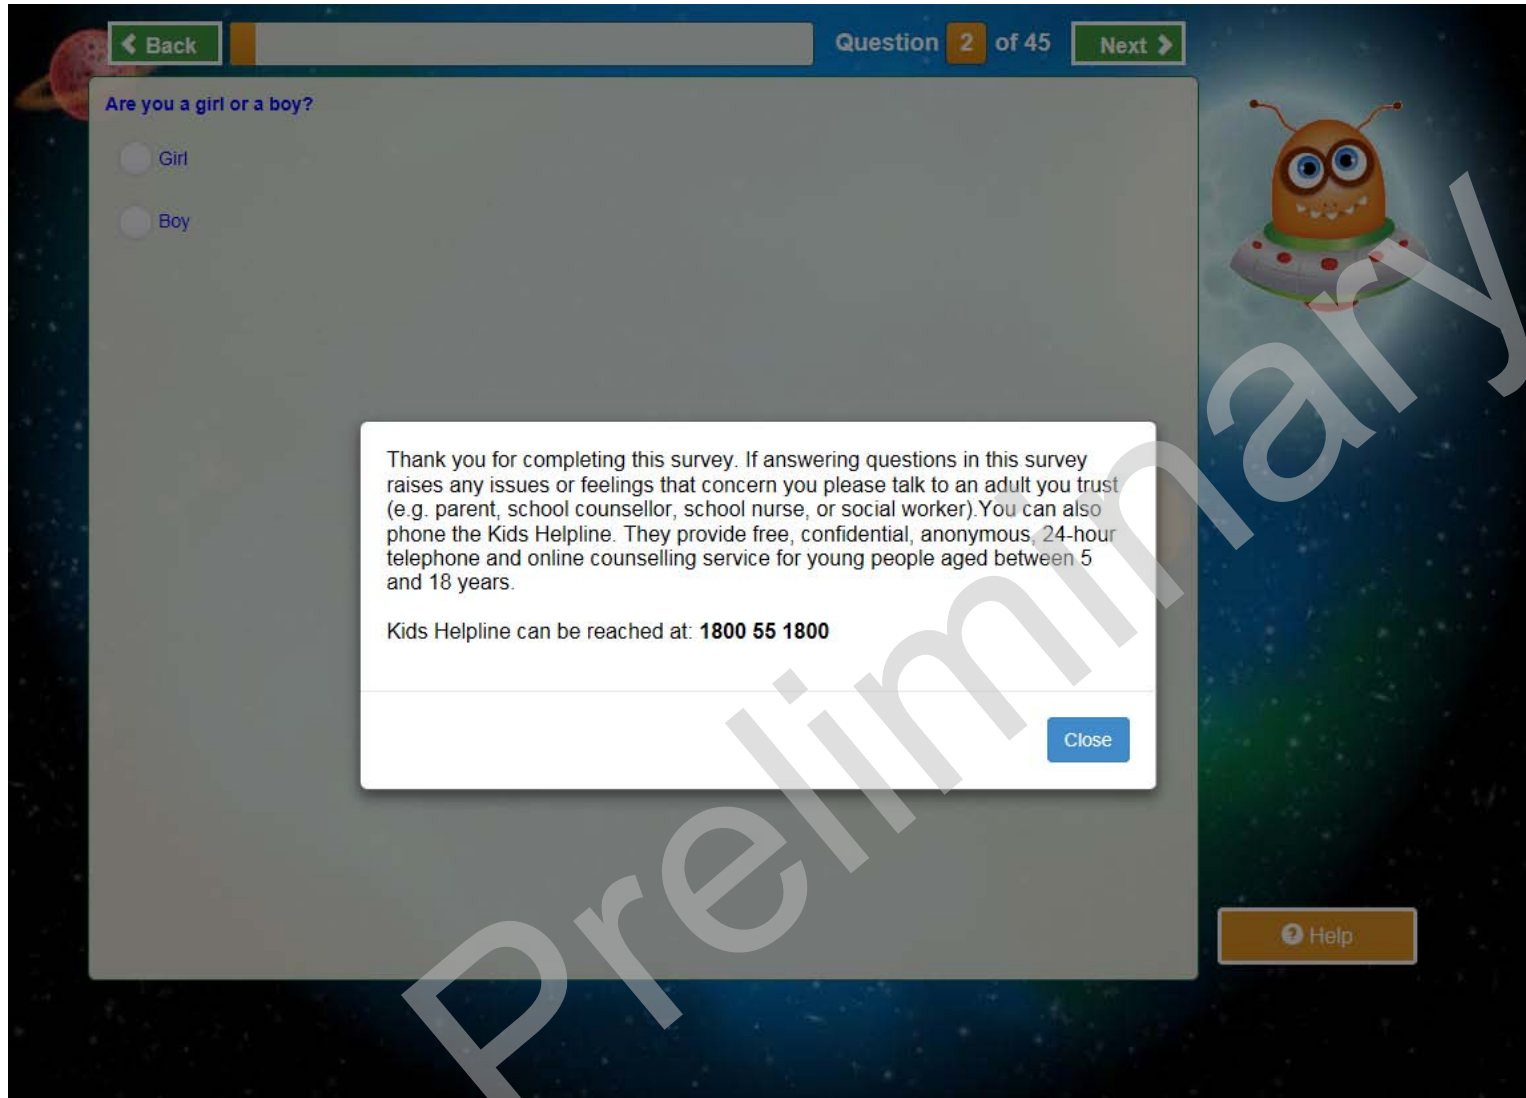 Back
Question 2 of 45
Next
Are you a girl or a boy?
Girl
Boy
Thank you for completing this survey. If answering questions in this survey
raises any issues or feelings that concern you please talk to an adult you trust
(e.g. parent, school counsellor, school nurse, or social worker).You can also
phone the Kids Helpline. They provide free, confidential, anonymous, 24-hour
telephone and online counselling service for young people aged between 5
and 18 years.
Kids Helpline can be reached at: 1800 55 1800
Close
Help
Preliminary